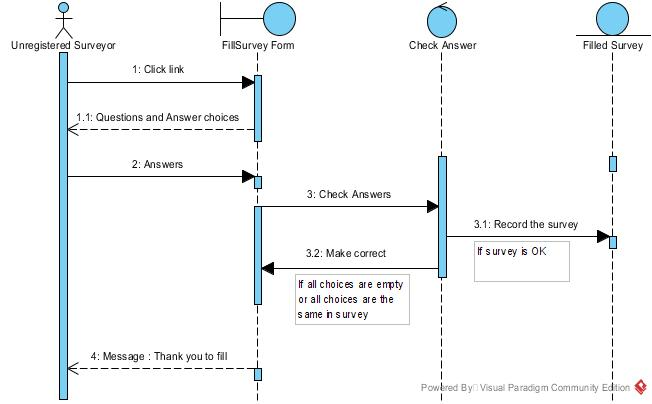 Unregistered Surveyor
FillSurvey Form
Check Answer
Filled Survey
1: Click link
1.1: Questions and Answer choices
2: Answers
3: Check Answers
3.1: Record the survey
If survey is OK
3.2: Make correct
If all choices are empty
or all choices are the
same in survey
4: Message : Thank you to fill
Powered By Visual Paradigm Community Edition